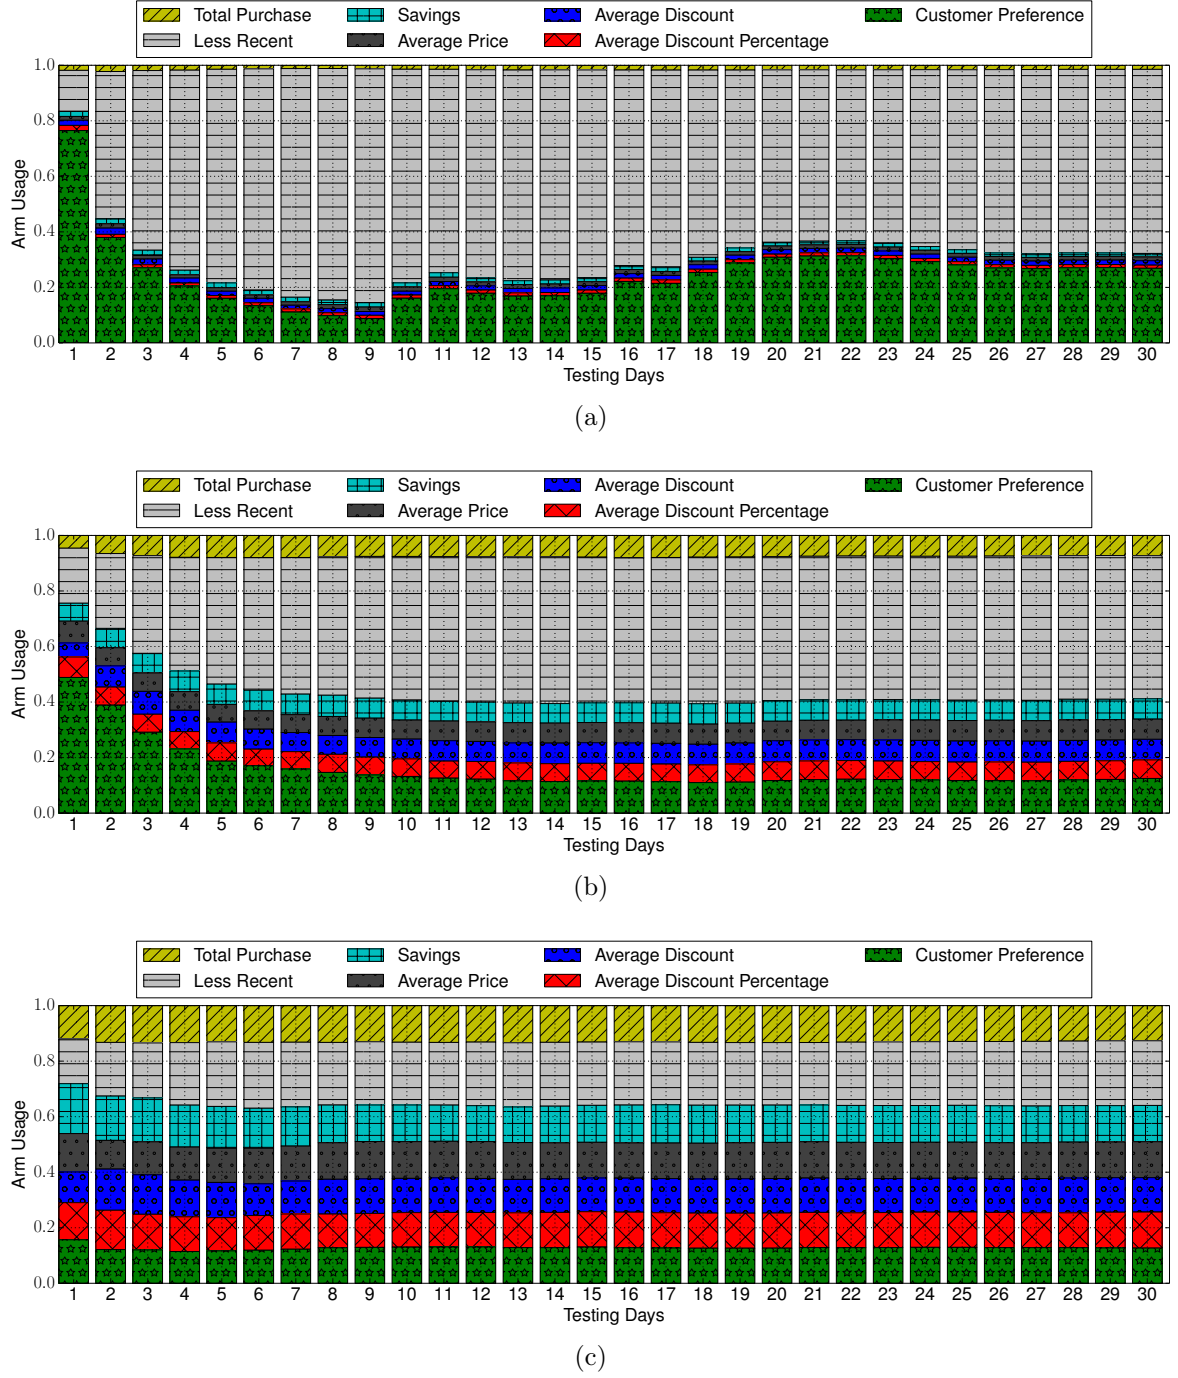 Total Purchase Savings Average Discount Customer Preference
Less Recent Average Price Average Discount Percentage
1.0
0.8
0.6
0.4
0.2
0.0
Arm Usage
1 2 3 4 5 6 7 8 9 10 11 12 13 14 15 16 17 18 19 20 21 22 23 24 25 26 27 28 29 30
Testing Days
(a)
Total Purchase Savings Average Discount Customer Preference
Less Recent Average Price Average Discount Percentage
1.0
0.8
0.6
0.4
0.2
0.0
Arm Usage
1 2 3 4 5 6 7 8 9 10 11 12 13 14 15 16 17 18 19 20 21 22 23 24 25 26 27 28 29 30
Testing Days
(b)
Total Purchase Savings Average Discount Customer Preference
Less Recent Average Price Average Discount Percentage
1.0
0.8
0.6
0.4
0.2
0.0
Arm Usage
1 2 3 4 5 6 7 8 9 10 11 12 13 14 15 16 17 18 19 20 21 22 23 24 25 26 27 28 29 30
Testing Days
(c)